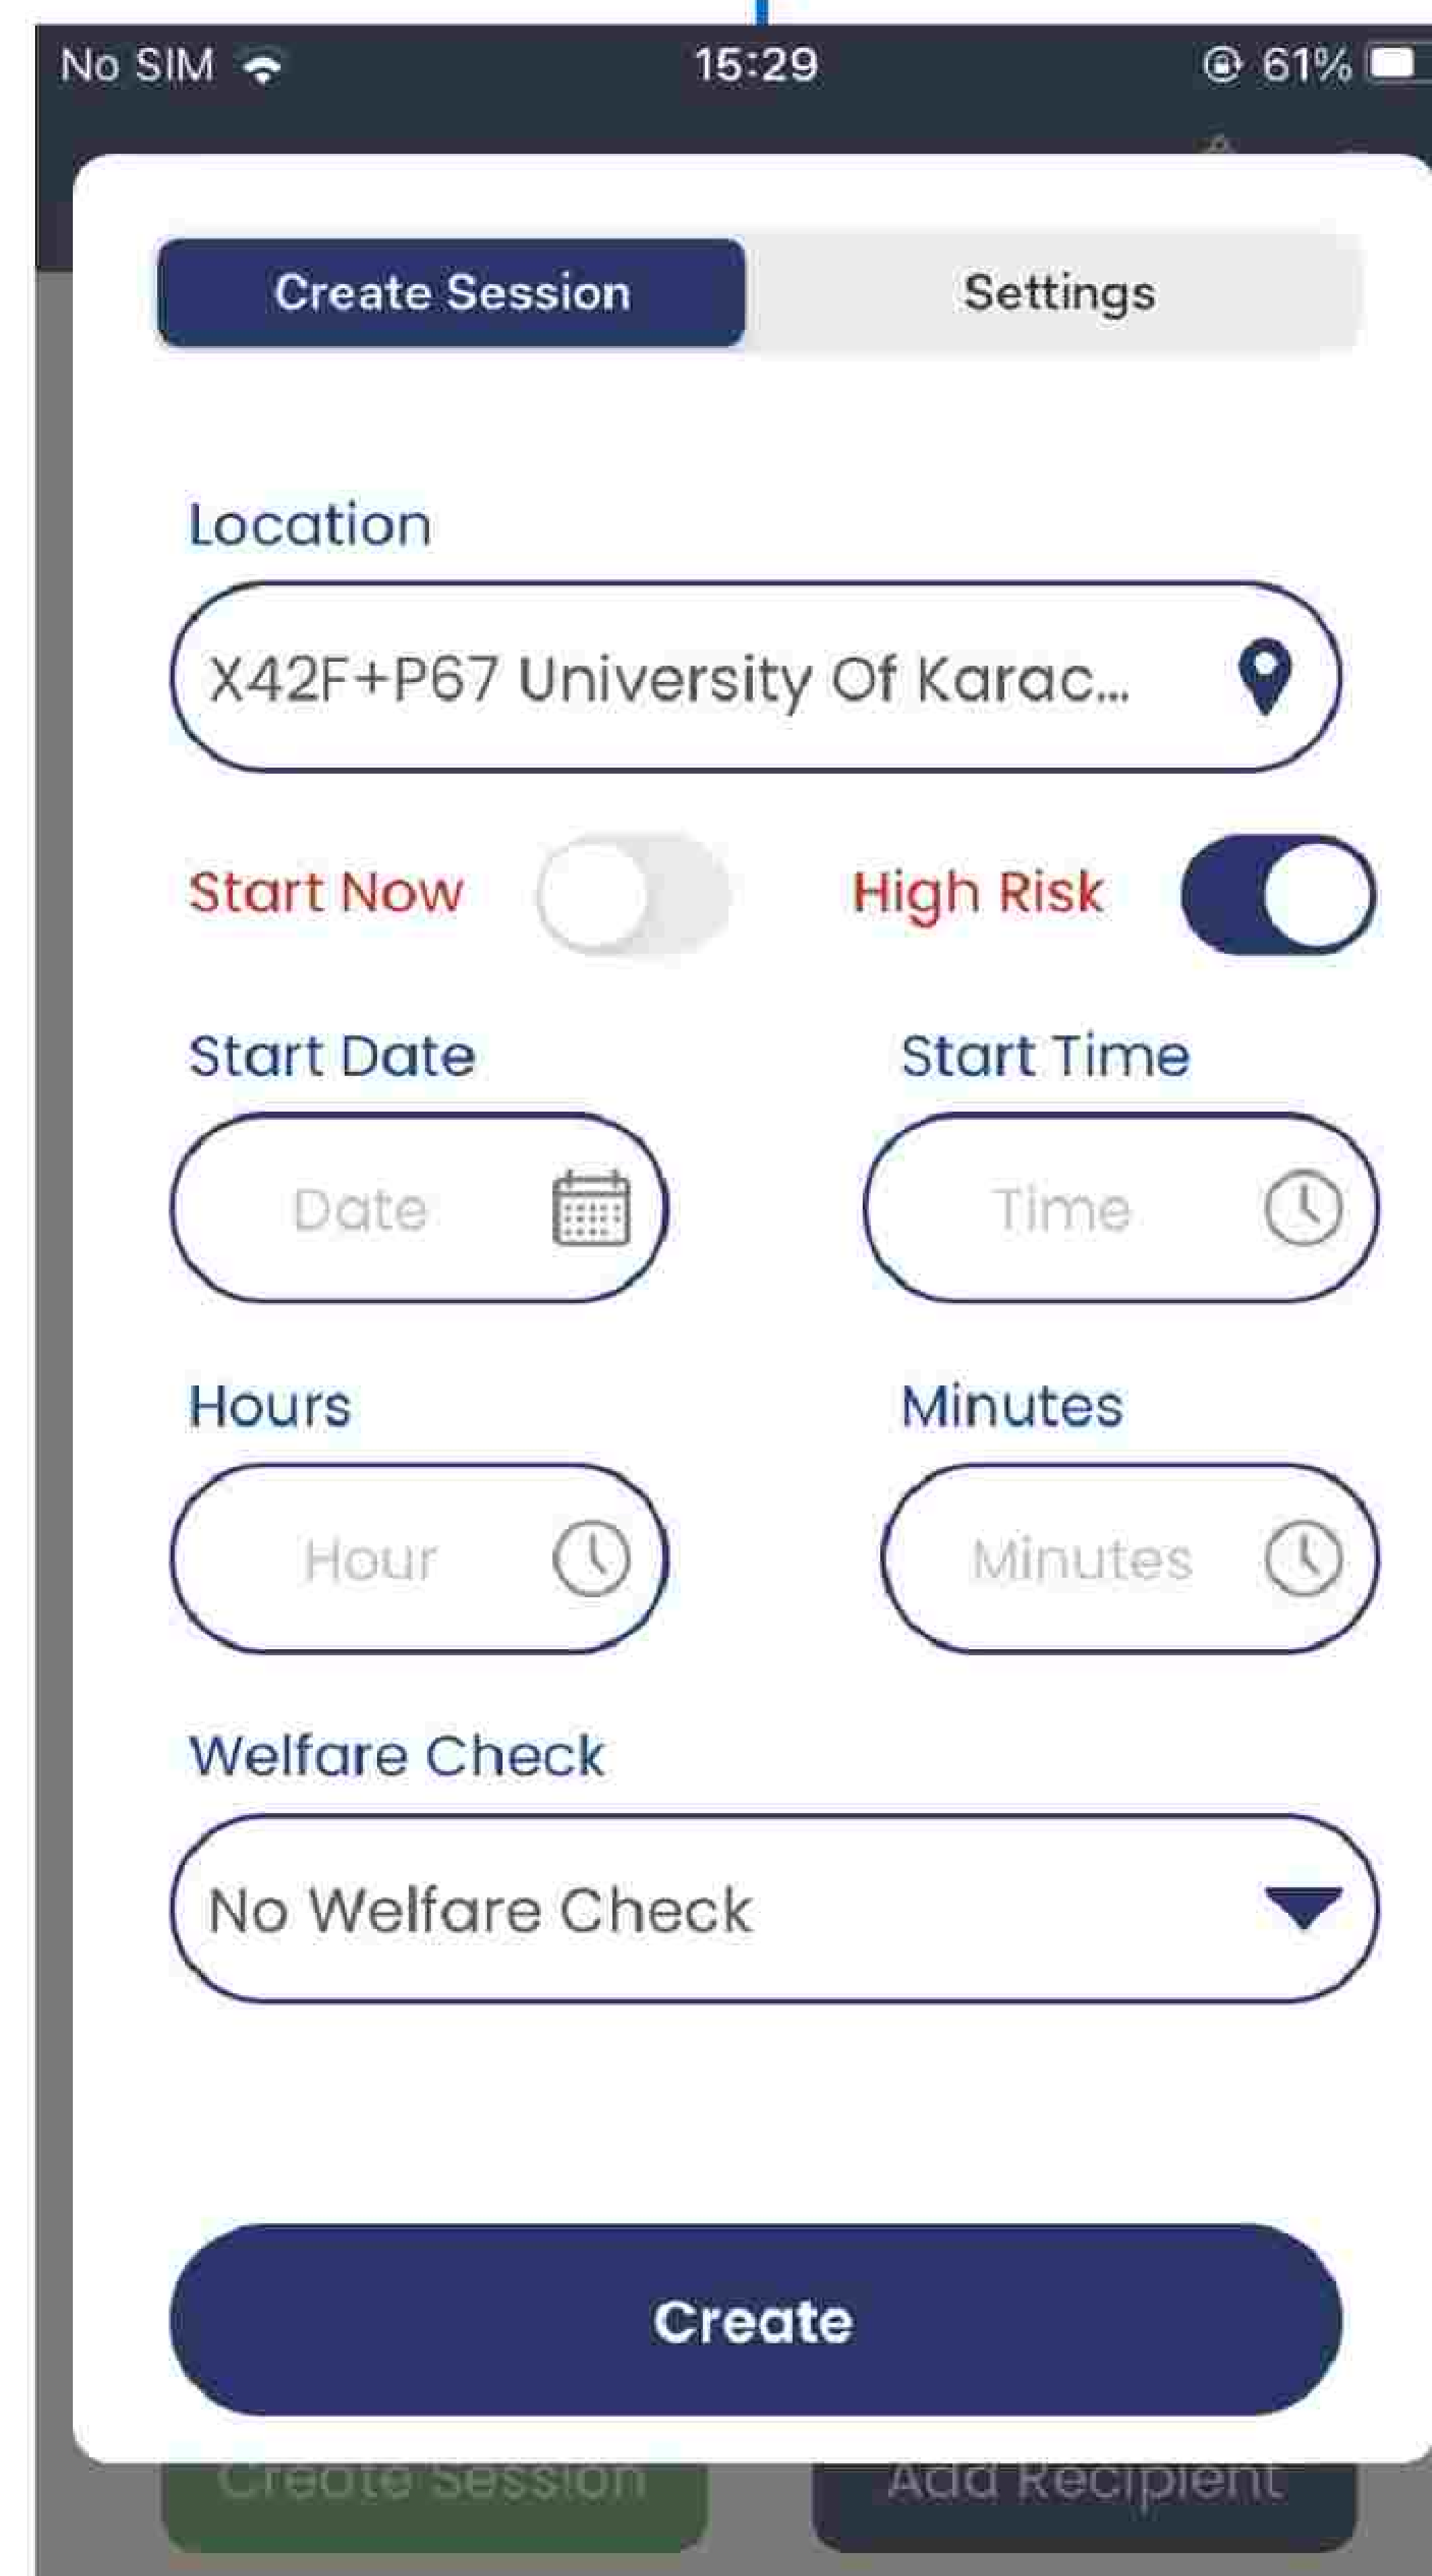 No SIM 15:29 61%
Create Session Settings
Location
X42F+P67 University Of Karac...
Start Now High Risk
Start Date Start Time
Date Time
Hours Minutes
Hour Minutes
Welfare Check
No Welfare Check
Create
Create Session Add Recipient